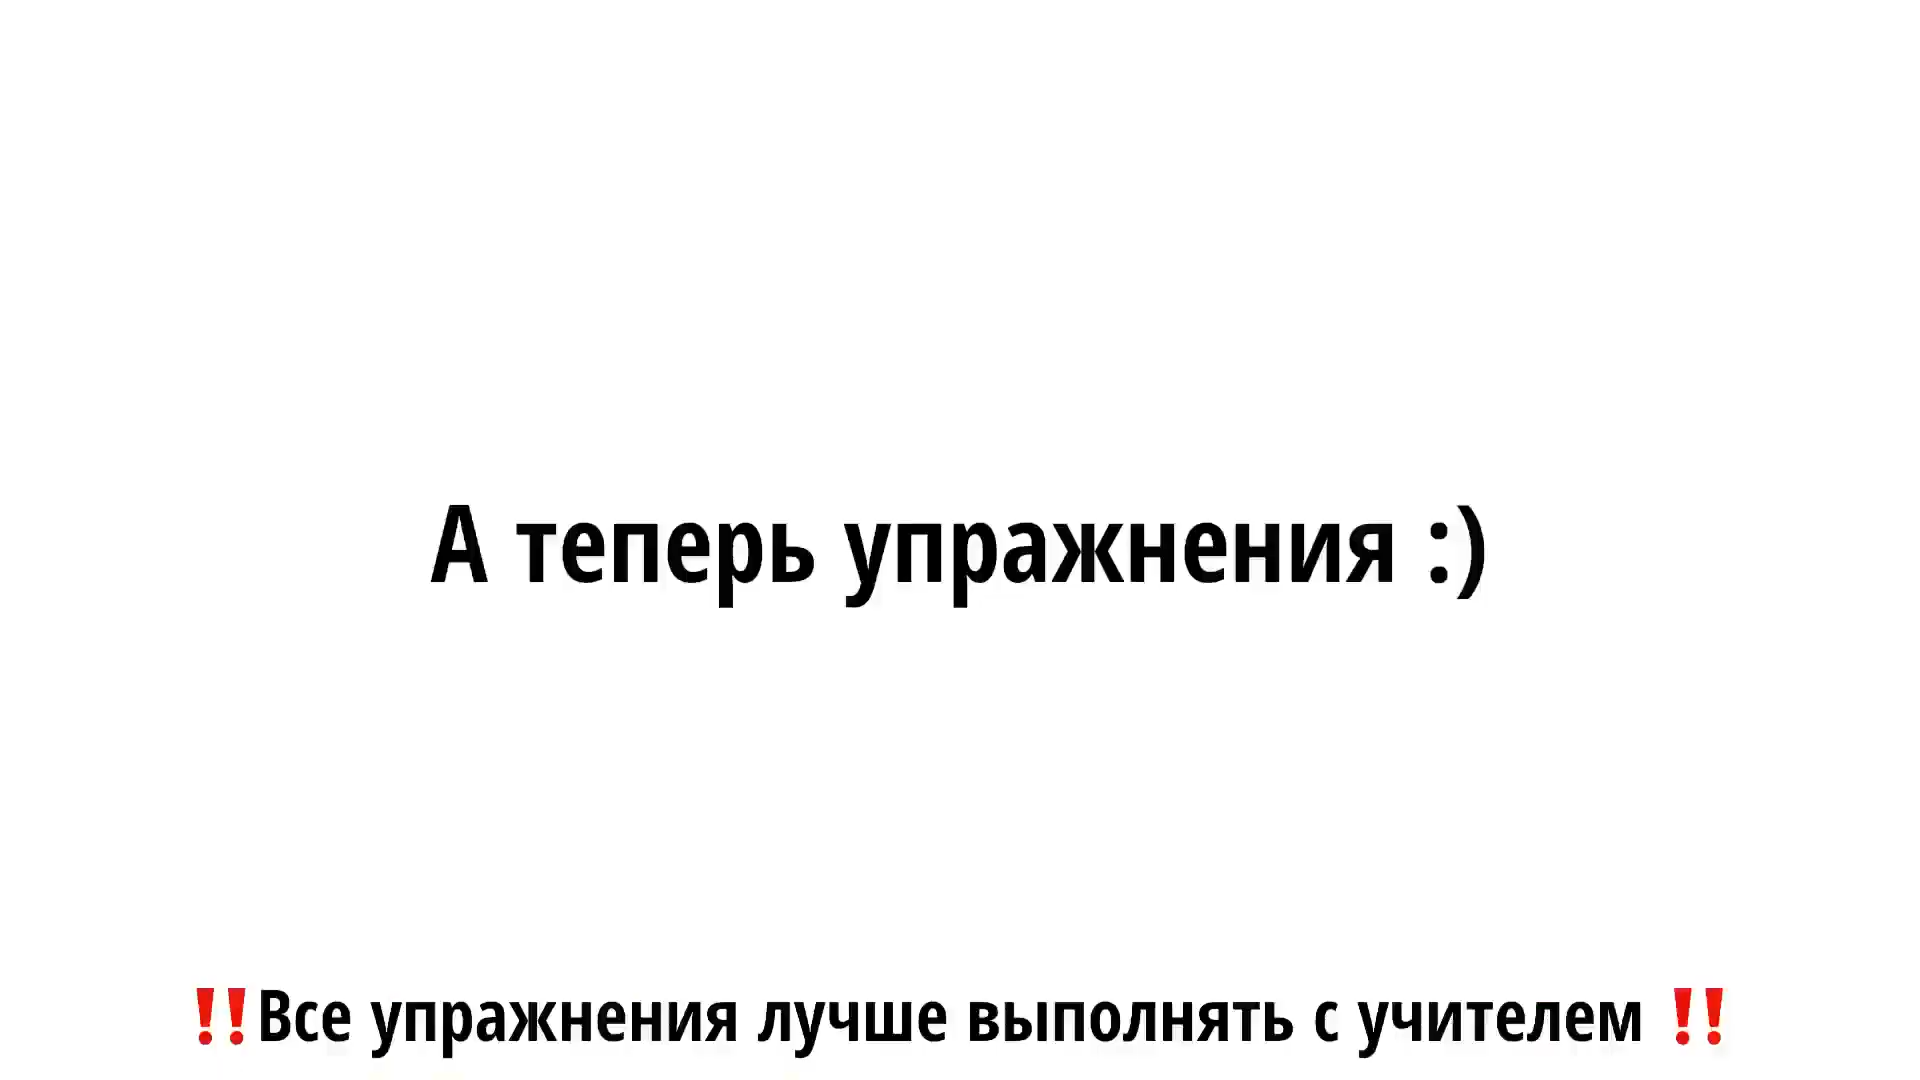 А теперь упражнения :)
‼️Все упражнения лучше выполнять с учителем ‼️